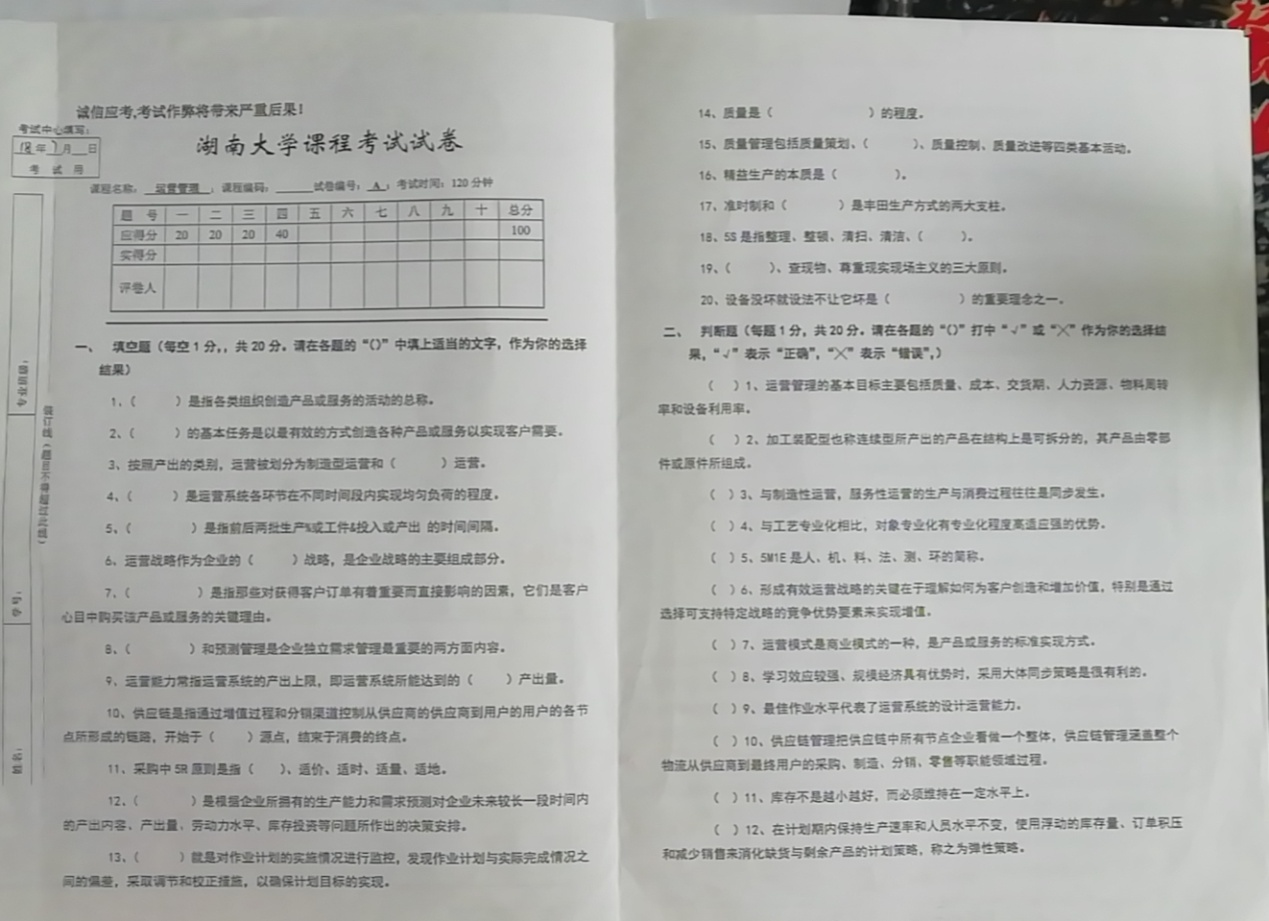 诚信应考,考试作弊将带来严重后果！
考试中心填写：
18年1月__日
考 试 用
湖南大学课程考试试卷
课程名称： 运营管理 ；课程编码： 试卷编号： A ；考试时间：120分钟
题 号 一 二 三 四 五 六 七 八 九 十 总分
应得分 20 20 20 40 100
实得分
评卷人
专业班级：
装订线（题目不得超过此线）
学号：
姓名：
一、 填空题（每空1分,，共20分。请在各题的“()”中填上适当的文字，作为你的选择
结果）
1、（ ）是指各类组织创造产品或服务的活动的总称。
2、（ ）的基本任务是以最有效的方式创造各种产品或服务以实现客户需要。
3、按照产出的类别，运营被划分为制造型运营和（ ）运营。
4、（ ）是运营系统各环节在不同时间段内实现均匀负荷的程度。
5、（ ）是指前后两批生产%或工件&投入或产出 的时间间隔。
6、运营战略作为企业的（ ）战略，是企业战略的主要组成部分。
7、（ ）是指那些对获得客户订单有着重要而直接影响的因素，它们是客户
心目中购买该产品或服务的关键理由。
8、（ ）和预测管理是企业独立需求管理最重要的两方面内容。
9、运营能力常指运营系统的产出上限，即运营系统所能达到的（ ）产出量。
10、供应链是指通过增值过程和分销渠道控制从供应商的供应商到用户的用户的各节
点所形成的链路，开始于（ ）源点，结束于消费的终点。
11、采购中5R原则是指（ ）、适价、适时、适量、适地。
12、（ ）是根据企业所拥有的生产能力和需求预测对企业未来较长一段时间内
的产出内容、产出量、劳动力水平、库存投资等问题所作出的决策安排。
13、（ ）就是对作业计划的实施情况进行监控，发现作业计划与实际完成情况之
间的偏差，采取调节和校正措施，以确保计划目标的实现。
14、质量是（ ）的程度。
15、质量管理包括质量策划、（ ）、质量控制、质量改进等四类基本活动。
16、精益生产的本质是（ ）。
17、准时制和（ ）是丰田生产方式的两大支柱。
18、5S是指整理、整顿、清扫、清洁、（ ）。
19、（ ）、查现物、尊重现实现场主义的三大原则。
20、设备没坏就设法不让它坏是（ ）的重要理念之一。
二、 判断题（每题1分，共20分。请在各题的“()”打中“√”或“╳”作为你的选择结
果，“√”表示“正确”，“╳”表示“错误”，）
（ ）1、运营管理的基本目标主要包括质量、成本、交货期、人力资源、物料周转
率和设备利用率。
（ ）2、加工装配型也称连续型所产出的产品在结构上是可拆分的，其产品由零部
件或原件所组成。
（ ）3、与制造性运营，服务性运营的生产与消费过程往往是同步发生。
（ ）4、与工艺专业化相比，对象专业化有专业化程度高适应强的优势。
（ ）5、5M1E是人、机、料、法、测、环的简称。
（ ）6、形成有效运营战略的关键在于理解如何为客户创造和增加价值，特别是通过
选择可支持特定战略的竞争优势要素来实现增值。
（ ）7、运营模式是商业模式的一种，是产品或服务的标准实现方式。
（ ）8、学习效应较强、规模经济具有优势时，采用大体同步策略是很有利的。
（ ）9、最佳作业水平代表了运营系统的设计运营能力。
（ ）10、供应链管理把供应链中所有节点企业看做一个整体，供应链管理涵盖整个
物流从供应商到最终用户的采购、制造、分销、零售等职能领域过程。
（ ）11、库存不是越小越好，而必须维持在一定水平上。
（ ）12、在计划期内保持生产速率和人员水平不变，使用浮动的库存量、订单积压
和减少销售来消化缺货与剩余产品的计划策略，称之为弹性策略。